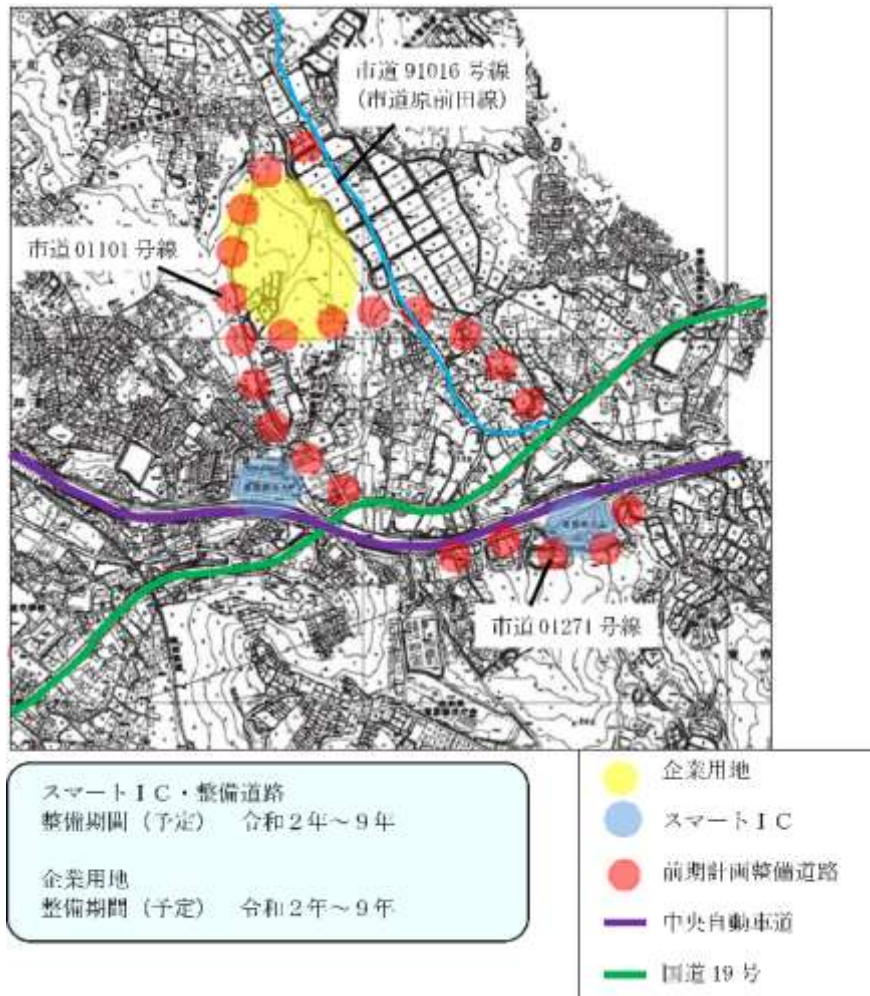 市道 91016 号線
(市道原前田線)
市道 01101 号線
市道 01271 号線
スマートＩＣ・整備道路
整備期間（予定）　令和２年～９年
企業用地
整備期間（予定）　令和２年～９年
企業用地
スマートＩＣ
前期計画整備道路
中央自動車道
国道 19 号